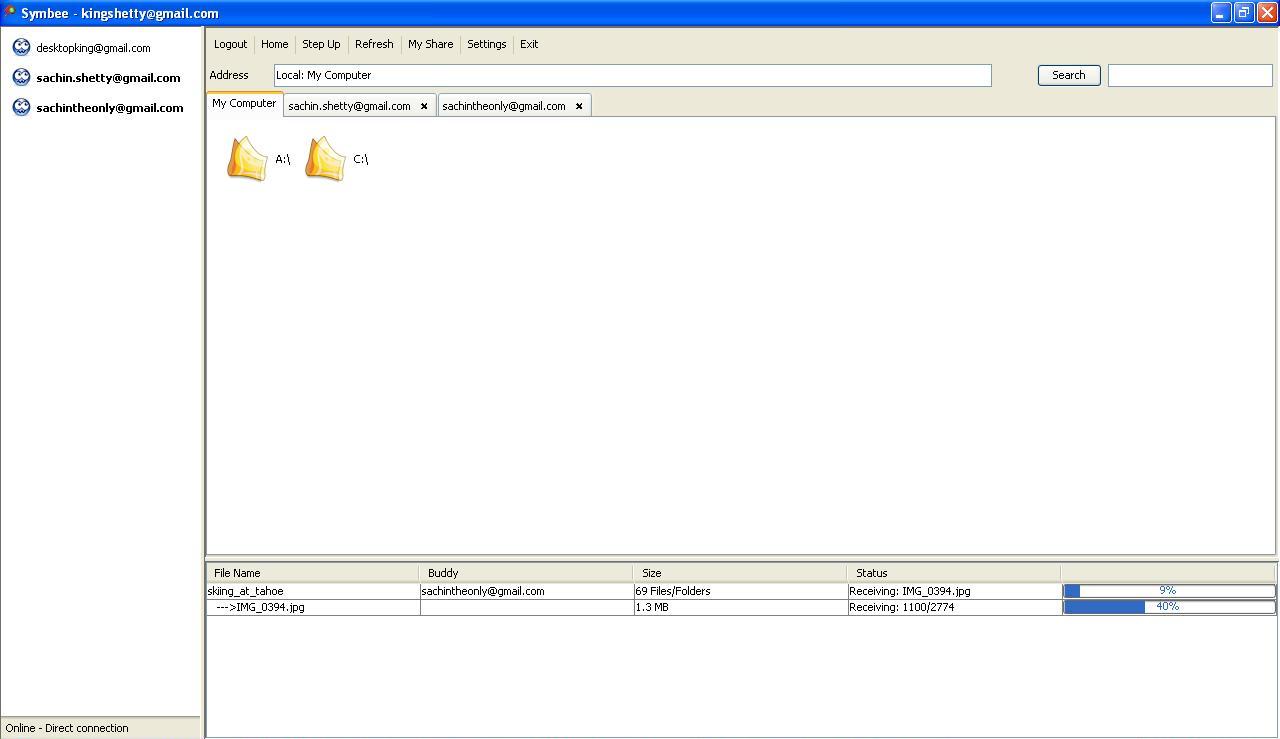 Symbee - kingshetty@gmail.com
desktopking@gmail.com
sachin.shetty@gmail.com
sachintheonly@gmail.com
Online - Direct connection
Logout Home Step Up Refresh My Share Settings Exit
Address Local: My Computer Search
My Computer sachin.shetty@gmail.com x sachintheonly@gmail.com x
A:\ C:\
File Name Buddy Size Status
skiing_at_tahoe sachintheonly@gmail.com 69 Files/Folders Receiving: IMG_0394.jpg 9%
--->IMG_0394.jpg 1.3 MB Receiving: 1100/2774 40%